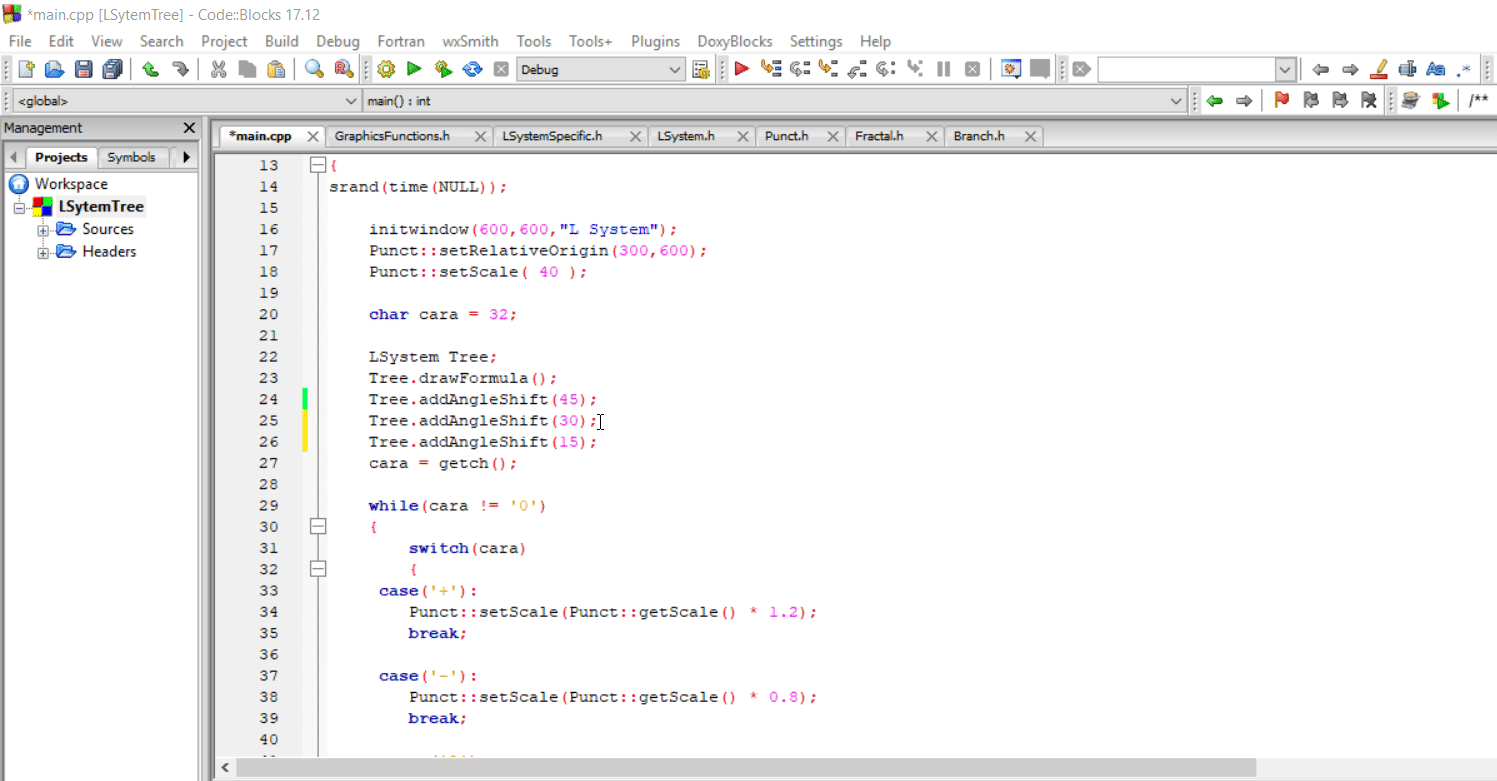 *main.cpp [LSytemTree] - Code::Blocks 17.12
File Edit View Search Project Build Debug Fortran wxSmith Tools Tools+ Plugins DoxyBlocks Settings Help
Debug
<global> main() : int /**
Management
*main.cpp GraphicsFunctions.h LSystemSpecific.h LSystem.h Punct.h Fractal.h Branch.h
Projects Symbols
Workspace
LSytemTree
Sources
Headers
13 {
14 srand(time(NULL));
15
16 initwindow(600,600,"L System");
17 Punct::setRelativeOrigin(300,600);
18 Punct::setScale( 40 );
19
20 char cara = 32;
21
22 LSystem Tree;
23 Tree.drawFormula();
24 Tree.addAngleShift(45);
25 Tree.addAngleShift(30);
26 Tree.addAngleShift(15);
27 cara = getch();
28
29 while(cara != '0')
30 {
31 switch(cara)
32 {
33 case('+'):
34 Punct::setScale(Punct::getScale() * 1.2);
35 break;
36
37 case('-'):
38 Punct::setScale(Punct::getScale() * 0.8);
39 break;
40